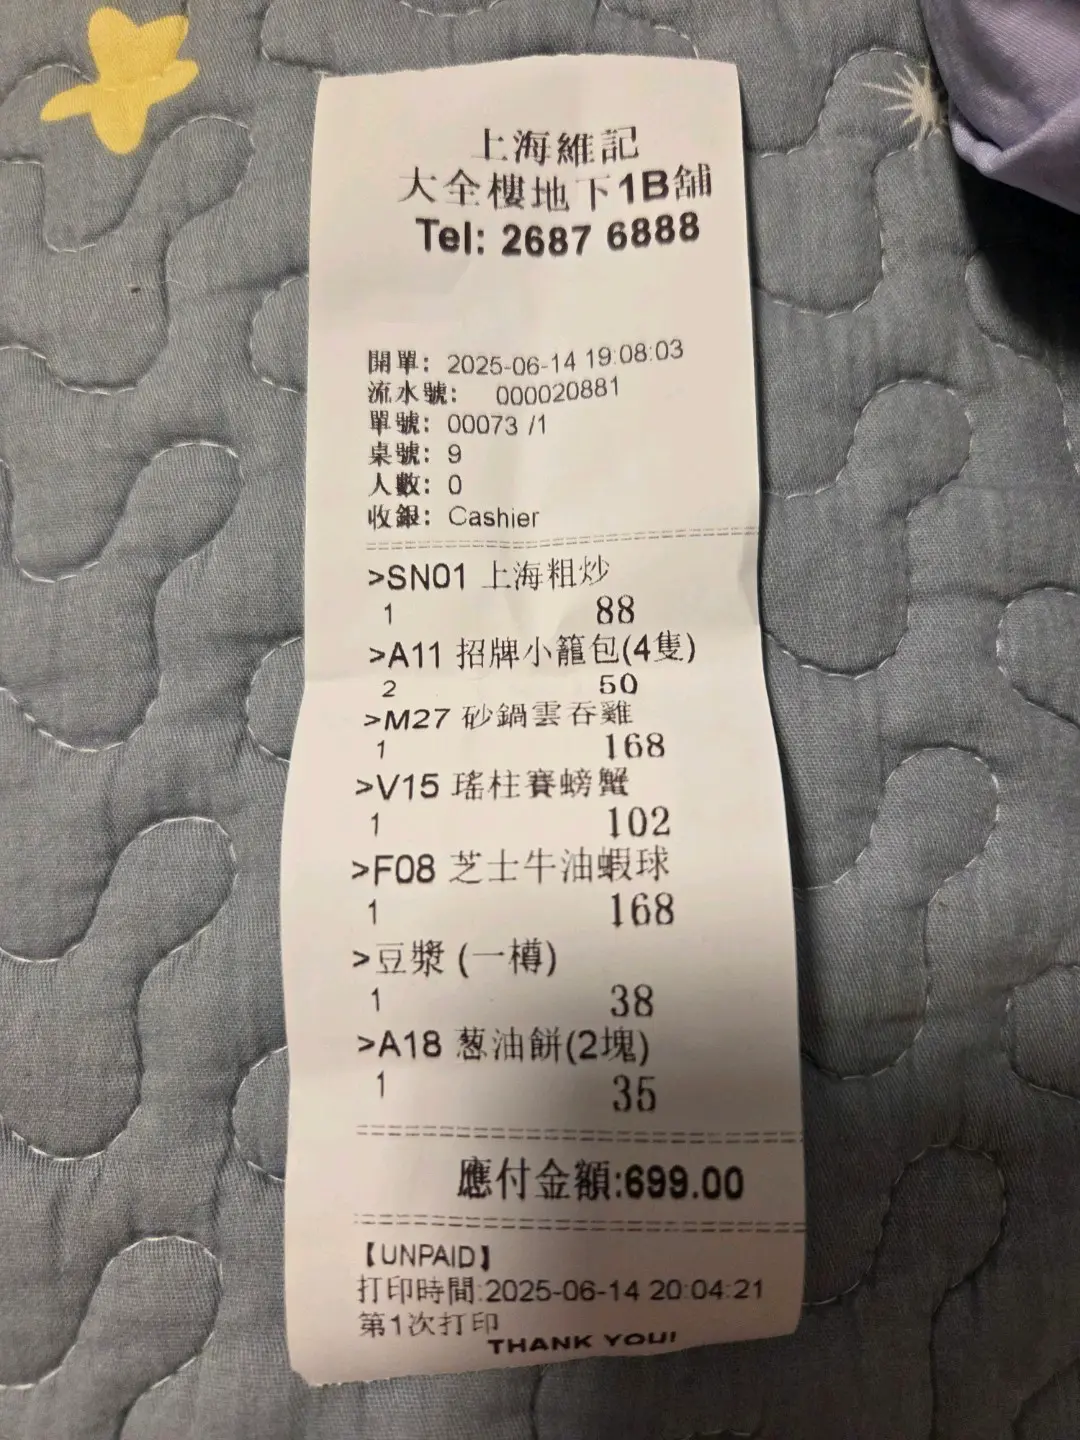 上海維記
大全樓地下1B舖
Tel: 2687 6888
開單: 2025-06-14 19:08:03
流水號: 000020881
單號: 00073 /1
桌號: 9
人數: 0
收銀: Cashier
>SN01 上海粗炒
1 88
>A11 招牌小籠包(4隻)
2 50
>M27 砂鍋雲吞雞
1 168
>V15 瑤柱賽螃蟹
1 102
>F08 芝士牛油蝦球
1 168
>豆漿 (一樽)
1 38
>A18 葱油餅(2塊)
1 35
應付金額:699.00
【UNPAID】
打印時間:2025-06-14 20:04:21
第1次打印
THANK YOU!